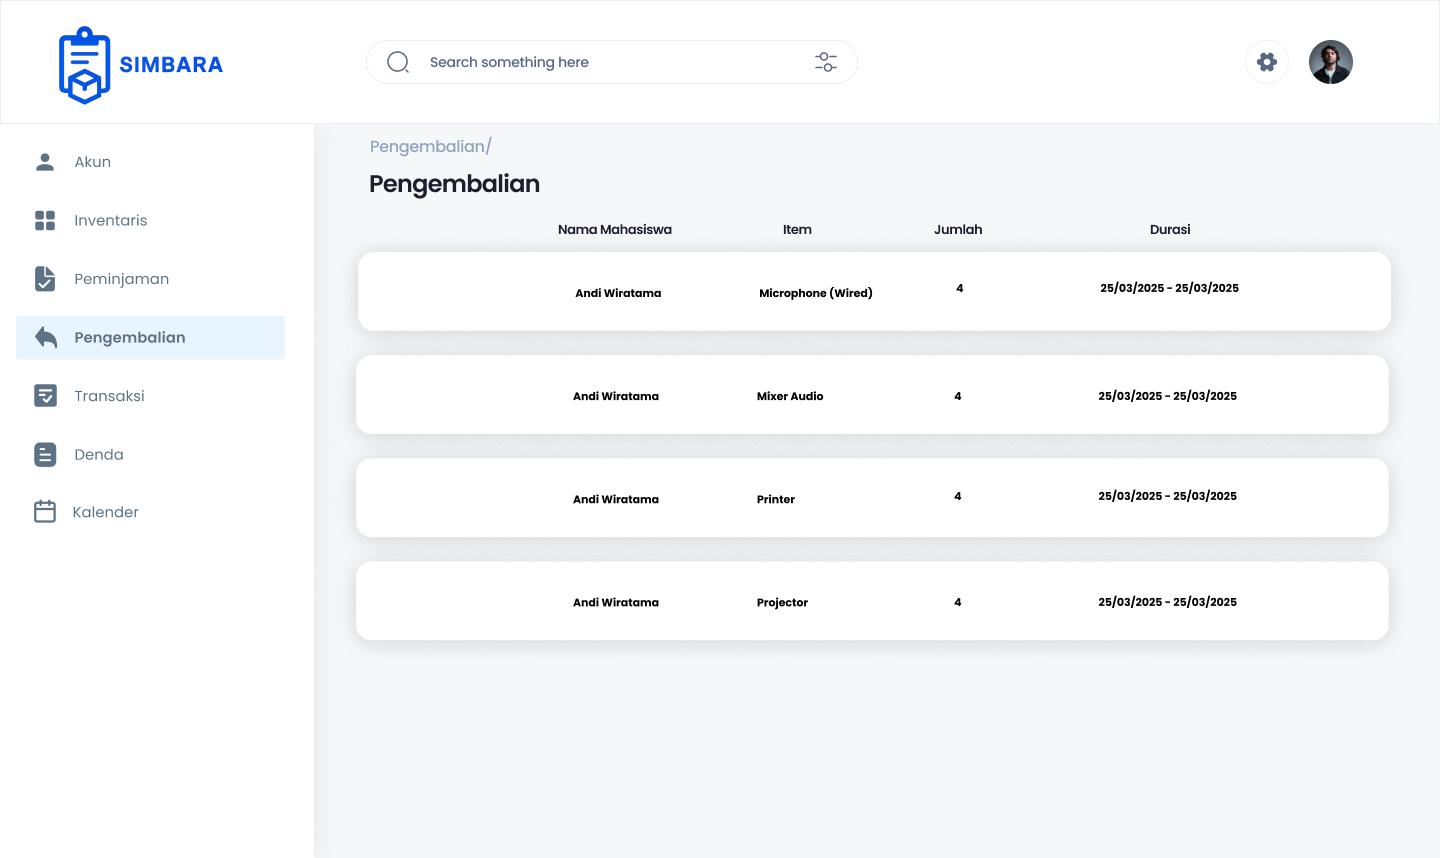 SIMBARA
Search something here
Akun
Inventaris
Peminjaman
Pengembalian
Transaksi
Denda
Kalender
Pengembalian/
Pengembalian
Nama Mahasiswa Item Jumlah Durasi
Andi Wiratama Microphone (Wired) 4 25/03/2025 - 25/03/2025
Andi Wiratama Mixer Audio 4 25/03/2025 - 25/03/2025
Andi Wiratama Printer 4 25/03/2025 - 25/03/2025
Andi Wiratama Projector 4 25/03/2025 - 25/03/2025